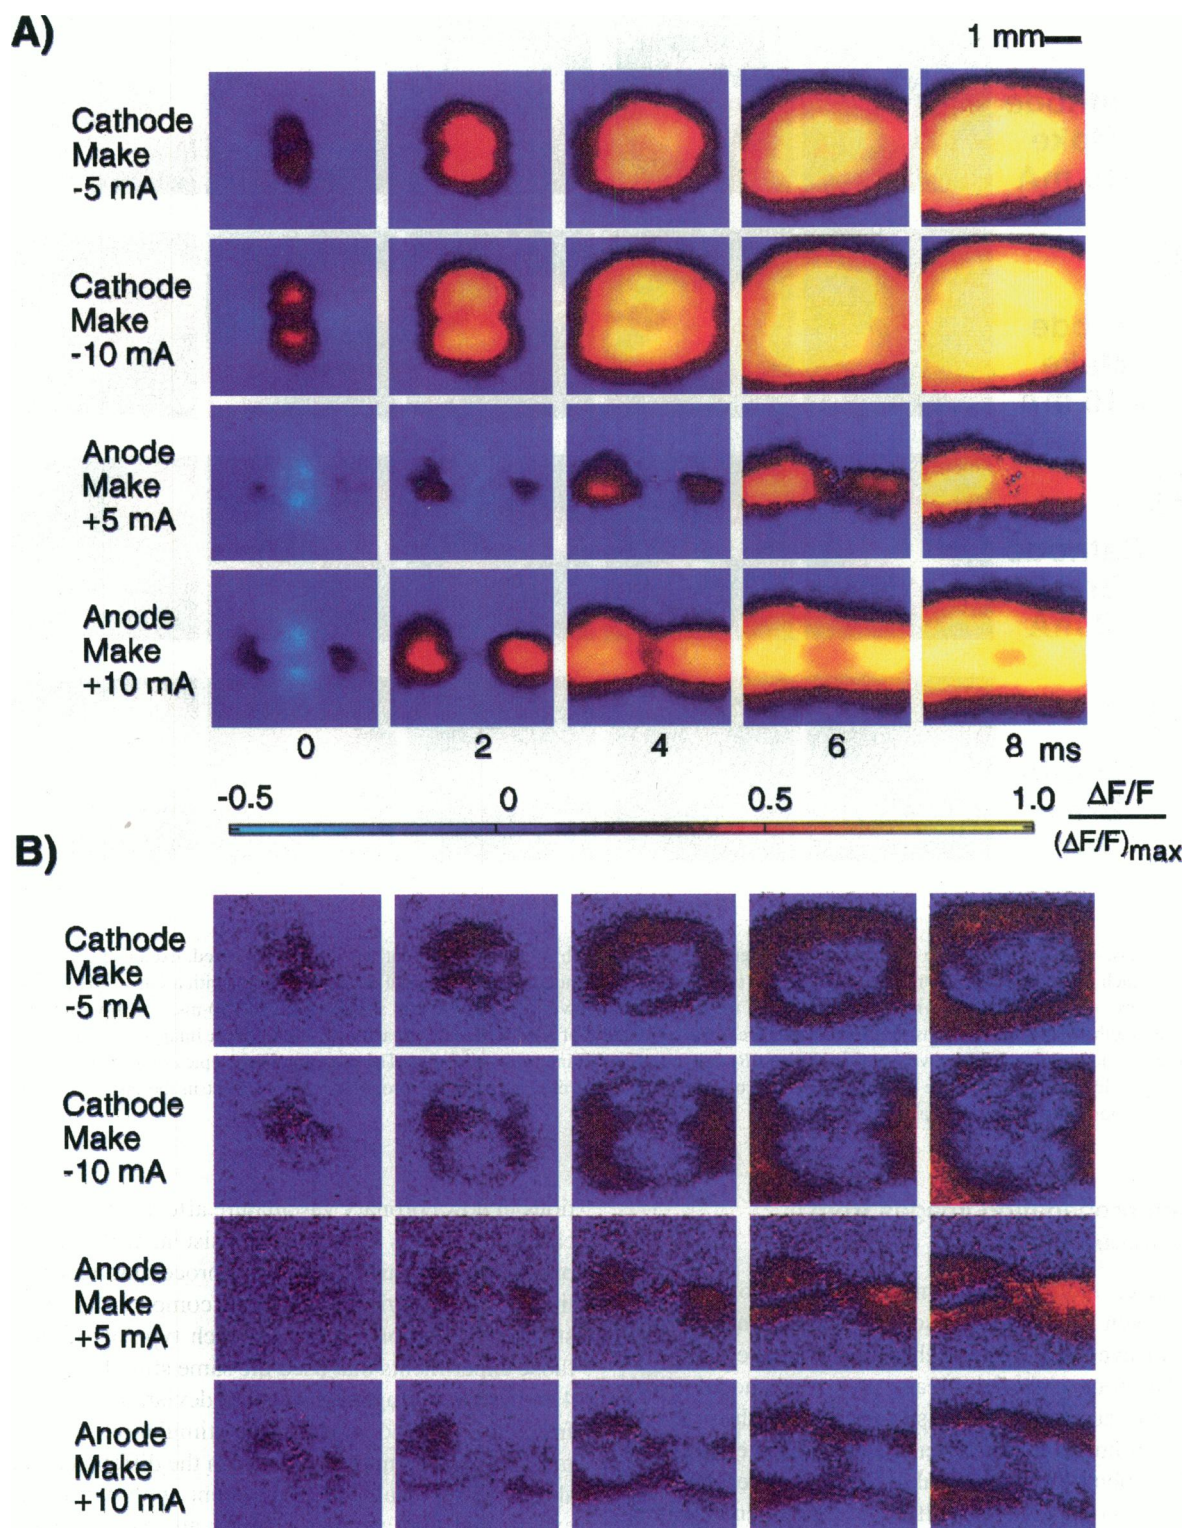 A)
1 mm
Cathode
Make
-5 mA
Cathode
Make
-10 mA
Anode
Make
+5 mA
Anode
Make
+10 mA
0 2 4 6 8 ms
-0.5 0 0.5 1.0 ΔF/F
(ΔF/F)max
B)
Cathode
Make
-5 mA
Cathode
Make
-10 mA
Anode
Make
+5 mA
Anode
Make
+10 mA